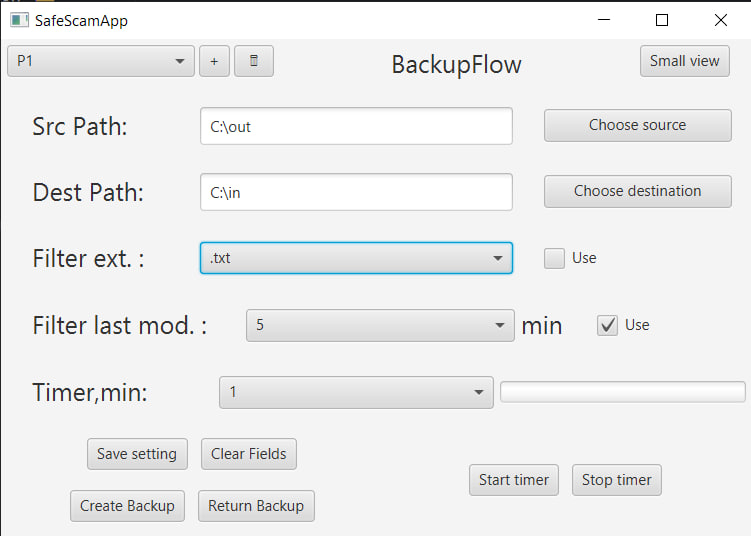 SafeScamApp
P1 + BackupFlow Small view
Src Path: C:\out Choose source
Dest Path: C:\in Choose destination
Filter ext. : .txt Use
Filter last mod. : 5 min Use
Timer,min: 1
Save setting Clear Fields
Start timer Stop timer
Create Backup Return Backup